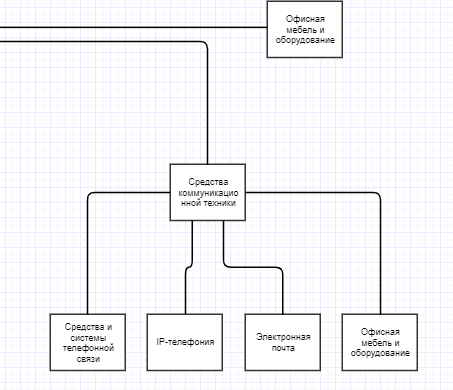 Офисная
мебель и
оборудование
Средства
коммуникацио
нной техники
Средства и
системы
телефонной
связи
IP-телефония
Электронная
почта
Офисная
мебель и
оборудование